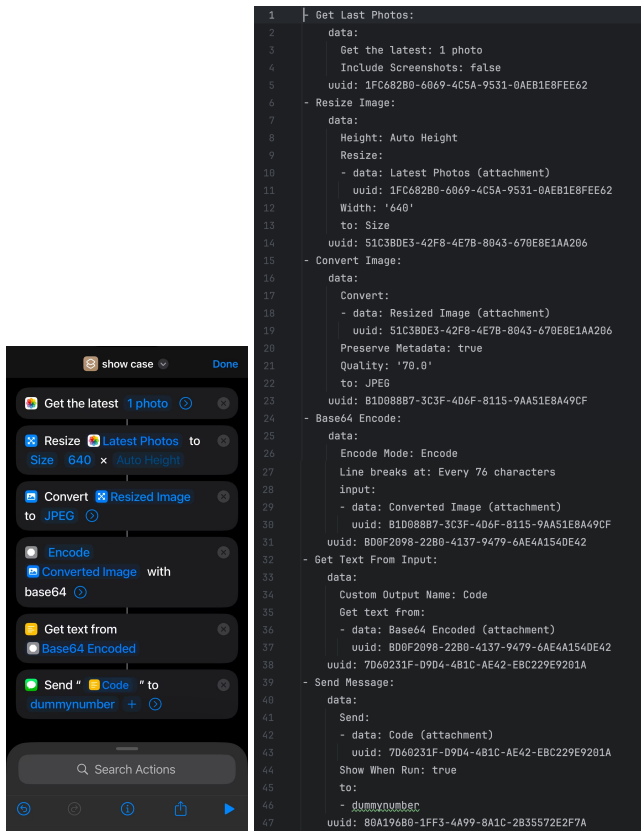 show case
Done
Get the latest 1 photo
Resize Latest Photos to
Size 640 × Auto Height
Convert Resized Image
to JPEG
Encode
Converted Image with
base64
Get text from
Base64 Encoded
Send “ Code ” to
dummynumber +
Search Actions
1 - Get Last Photos:
2 data:
3 Get the latest: 1 photo
4 Include Screenshots: false
5 uuid: 1FC682B0-6069-4C5A-9531-0AEB1E8FEE62
6 - Resize Image:
7 data:
8 Height: Auto Height
9 Resize:
10 - data: Latest Photos (attachment)
11 uuid: 1FC682B0-6069-4C5A-9531-0AEB1E8FEE62
12 Width: '640'
13 to: Size
14 uuid: 51C3BDE3-42F8-4E7B-8043-670E8E1AA206
15 - Convert Image:
16 data:
17 Convert:
18 - data: Resized Image (attachment)
19 uuid: 51C3BDE3-42F8-4E7B-8043-670E8E1AA206
20 Preserve Metadata: true
21 Quality: '70.0'
22 to: JPEG
23 uuid: B1D088B7-3C3F-4D6F-8115-9AA51E8A49CF
24 - Base64 Encode:
25 data:
26 Encode Mode: Encode
27 Line breaks at: Every 76 characters
28 input:
29 - data: Converted Image (attachment)
30 uuid: B1D088B7-3C3F-4D6F-8115-9AA51E8A49CF
31 uuid: BD0F2098-22B0-4137-9479-6AE4A154DE42
32 - Get Text From Input:
33 data:
34 Custom Output Name: Code
35 Get text from:
36 - data: Base64 Encoded (attachment)
37 uuid: BD0F2098-22B0-4137-9479-6AE4A154DE42
38 uuid: 7D60231F-D9D4-4B1C-AE42-EBC229E9201A
39 - Send Message:
40 data:
41 Send:
42 - data: Code (attachment)
43 uuid: 7D60231F-D9D4-4B1C-AE42-EBC229E9201A
44 Show When Run: true
45 to:
46 - dummynumber
47 uuid: 80A196B0-1FF3-4A99-8A1C-2B35572E2F7A